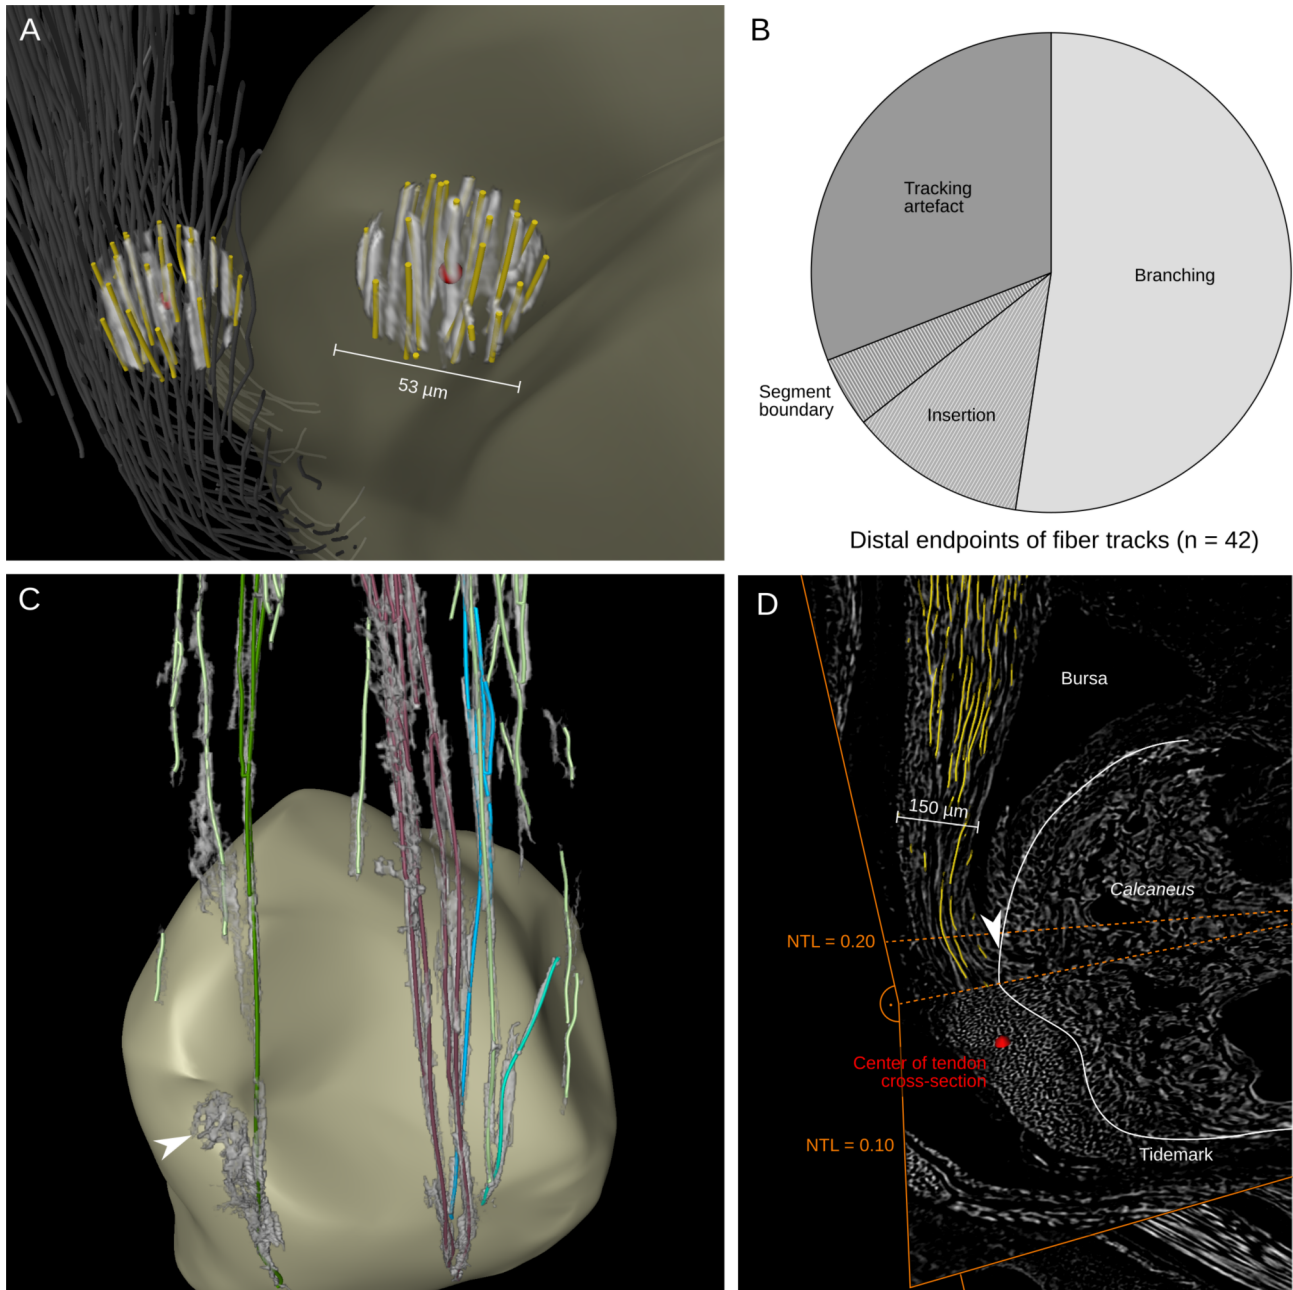 A
53 µm
B
Tracking
artefact
Branching
Segment
boundary
Insertion
Distal endpoints of fiber tracks (n = 42)
C
D
Bursa
150 µm
Calcaneus
NTL = 0.20
Center of tendon
cross-section
NTL = 0.10
Tidemark